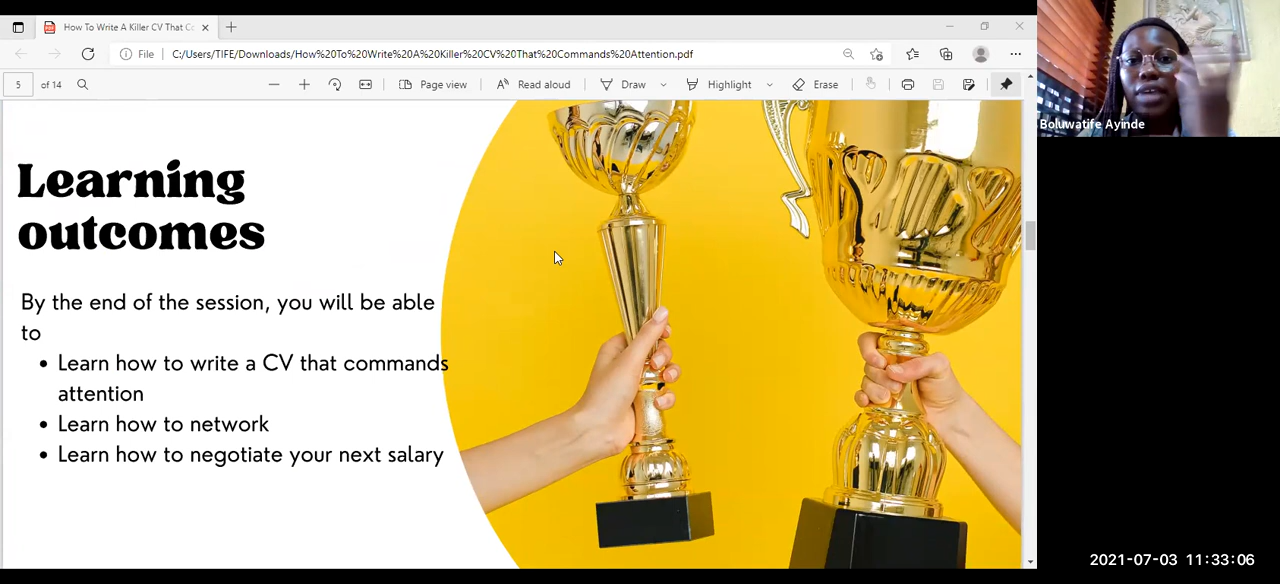 How To Write A Killer CV That C
File
C:/Users/TIFE/Downloads/How%20To%20Write%20A%20Killer%20CV%20That%20Commands%20Attention.pdf
5 of 14
Page view
Read aloud
Draw
Highlight
Erase
Boluwatife Ayinde
Learning
outcomes
By the end of the session, you will be able
to
• Learn how to write a CV that commands
attention
• Learn how to network
• Learn how to negotiate your next salary
2021-07-03 11:33:06